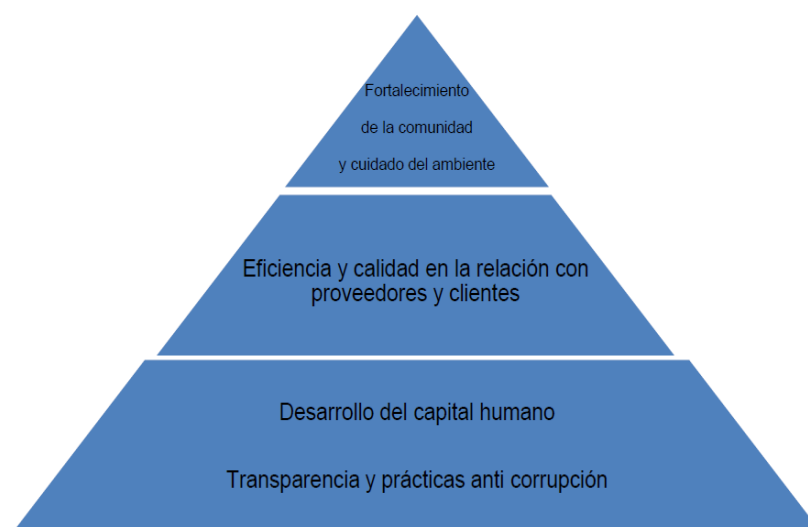 Fortalecimiento
de la comunidad
y cuidado del ambiente
Eficiencia y calidad en la relación con
proveedores y clientes
Desarrollo del capital humano
Transparencia y prácticas anti corrupción